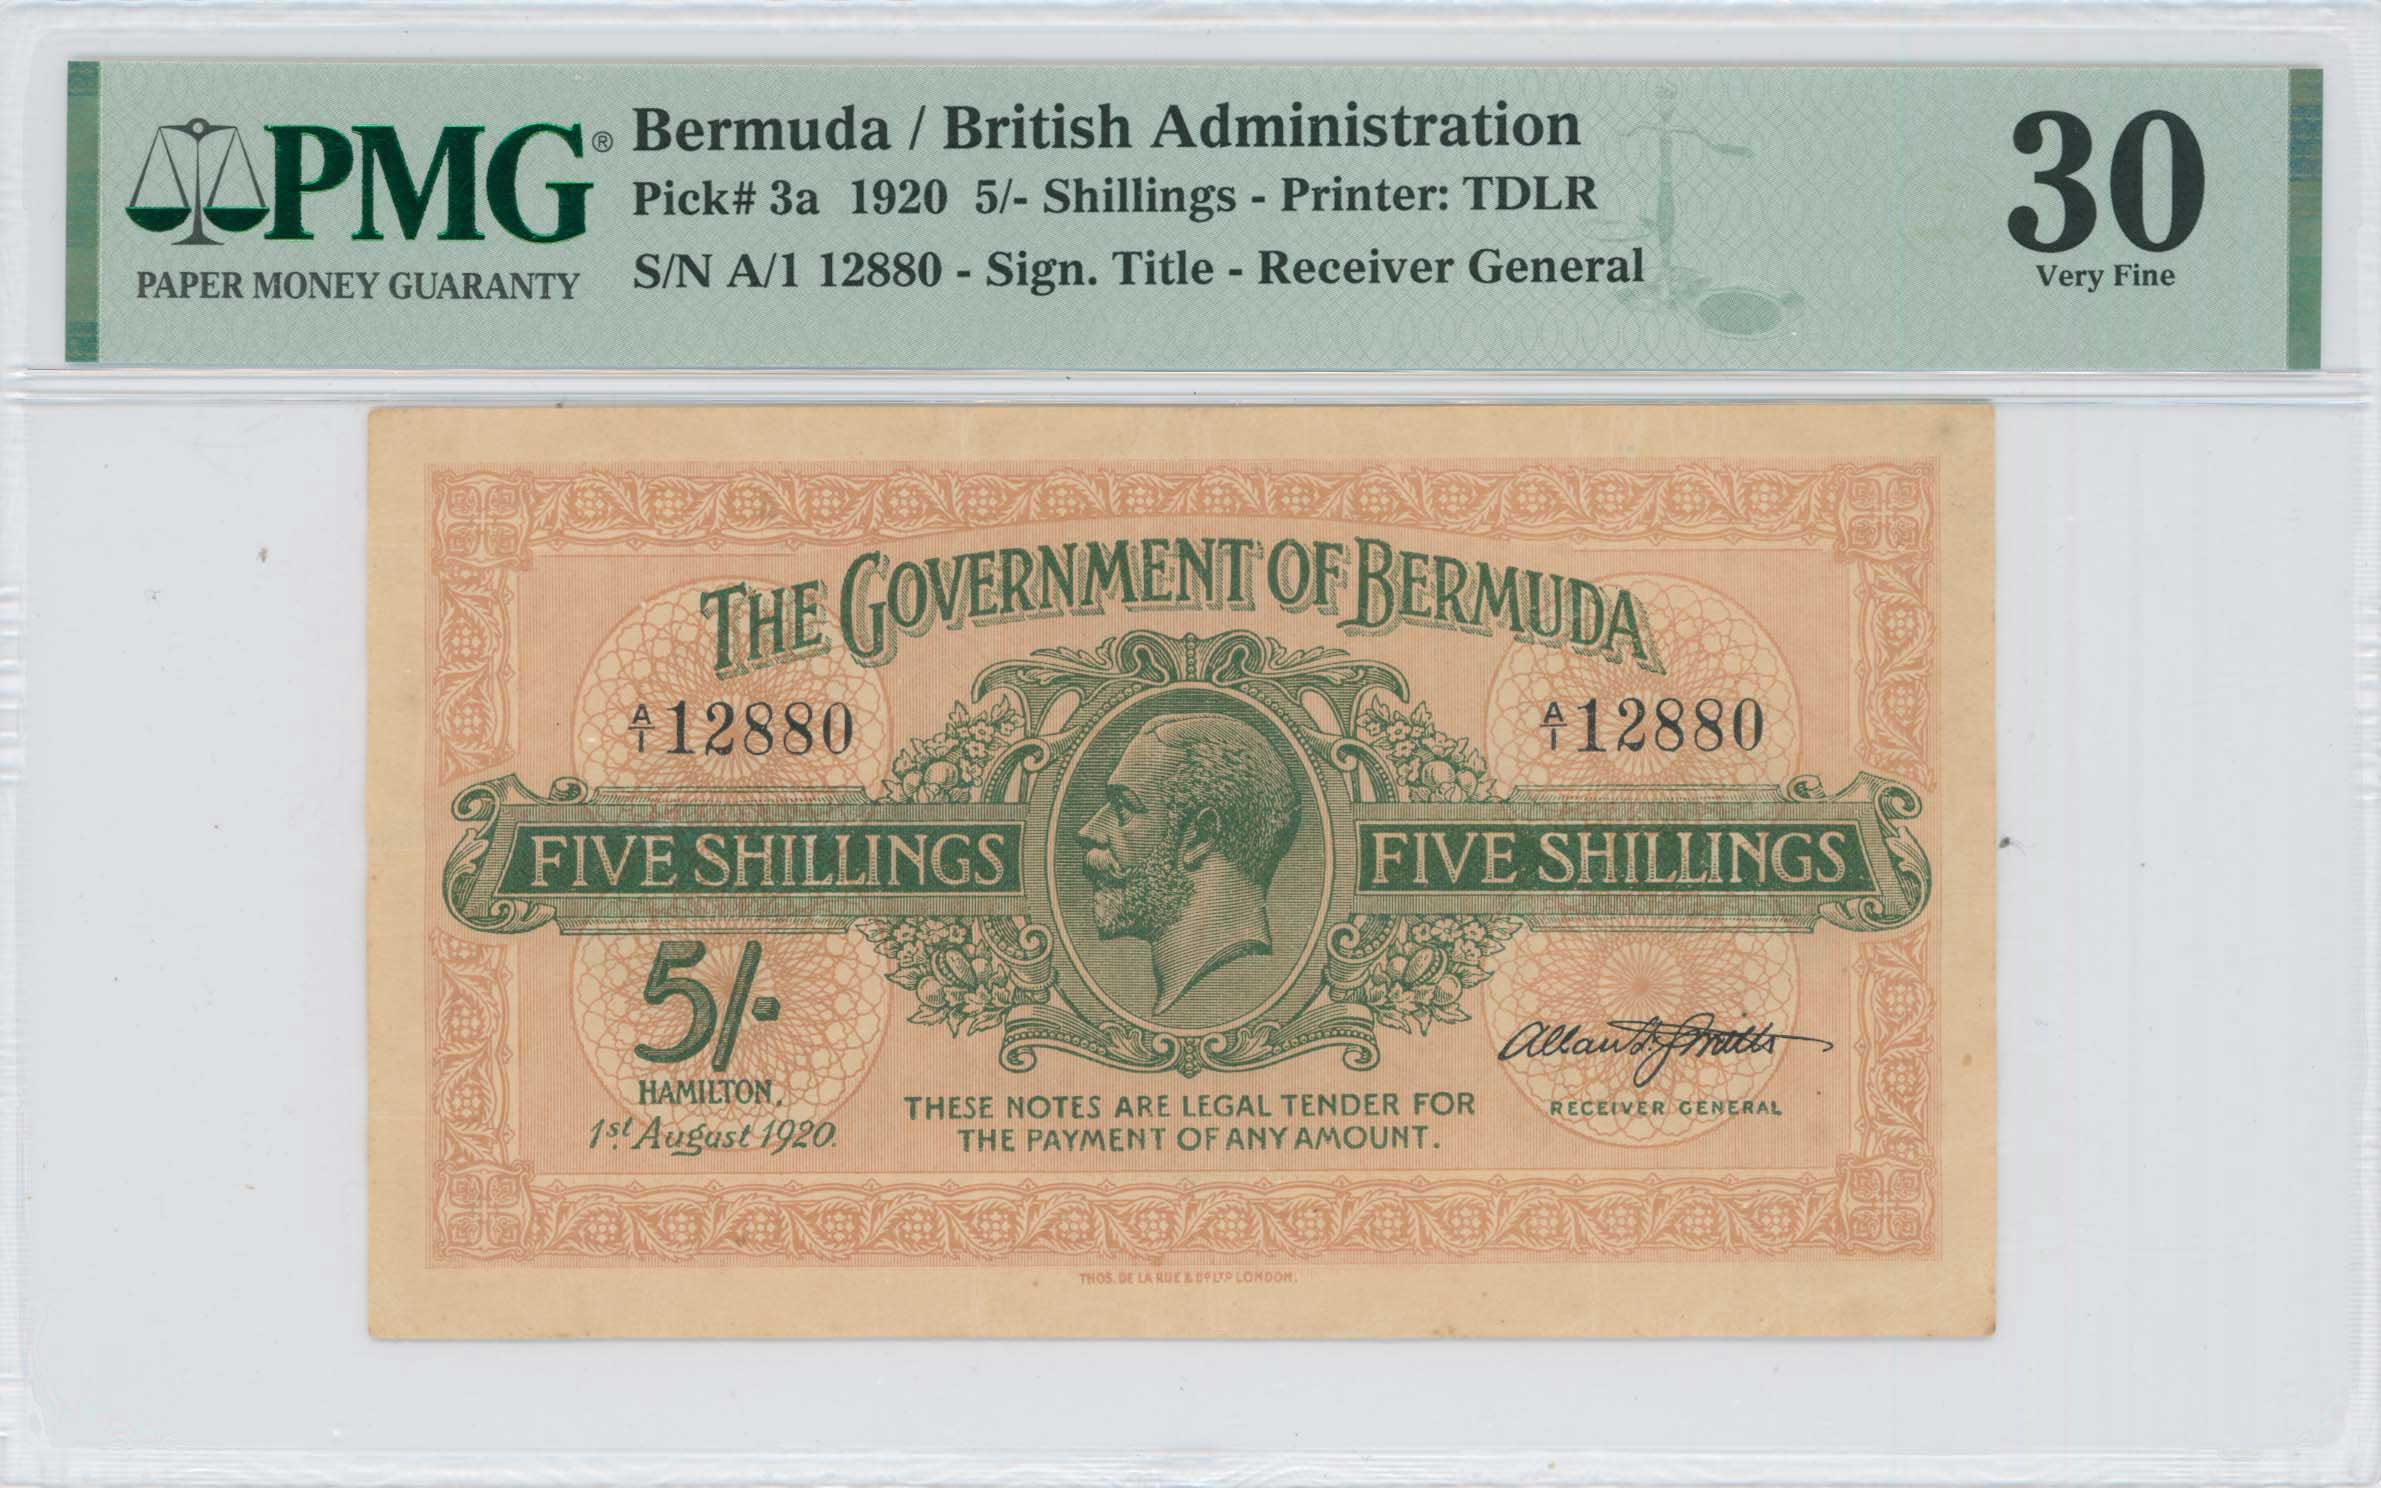 PMG®
PAPER MONEY GUARANTY
Bermuda / British Administration
Pick# 3a 1920 5/- Shillings - Printer: TDLR
S/N A/1 12880 - Sign. Title - Receiver General
30
Very Fine
THE GOVERNMENT OF BERMUDA
A/1 12880
A/1 12880
FIVE SHILLINGS
FIVE SHILLINGS
5/-
HAMILTON,
1st August 1920.
THESE NOTES ARE LEGAL TENDER FOR
THE PAYMENT OF ANY AMOUNT.
RECEIVER GENERAL
THOS. DE LA RUE & CO LTD LONDON.